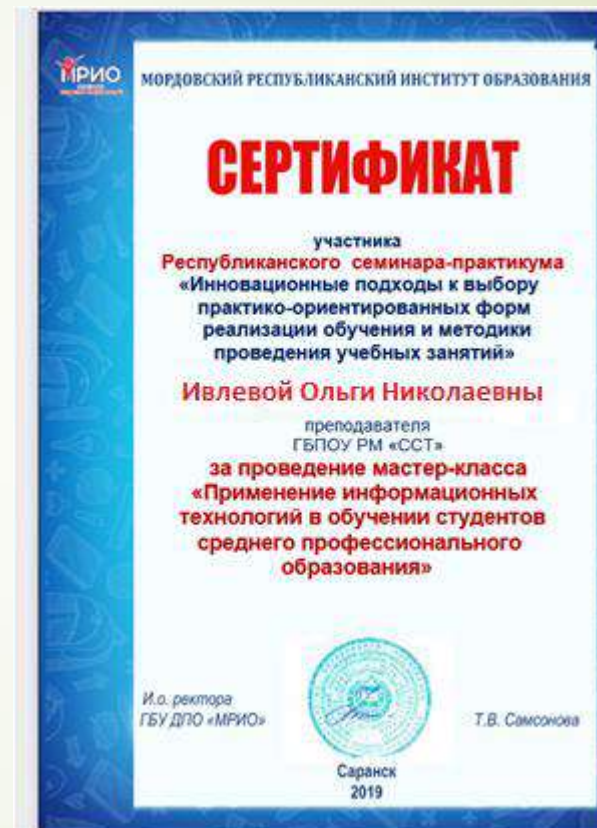 МРИО
МОРДОВСКИЙ РЕСПУБЛИКАНСКИЙ ИНСТИТУТ ОБРАЗОВАНИЯ
СЕРТИФИКАТ
участника
Республиканского семинара-практикума
«Инновационные подходы к выбору
практико-ориентированных форм
реализации обучения и методики
проведения учебных занятий»
Ивлевой Ольги Николаевны
преподавателя
ГБПОУ РМ «ССТ»
за проведение мастер-класса
«Применение информационных
технологий в обучении студентов
среднего профессионального
образования»
И.о. ректора
ГБУ ДПО «МРИО»
Т.В. Самсонова
Саранск
2019